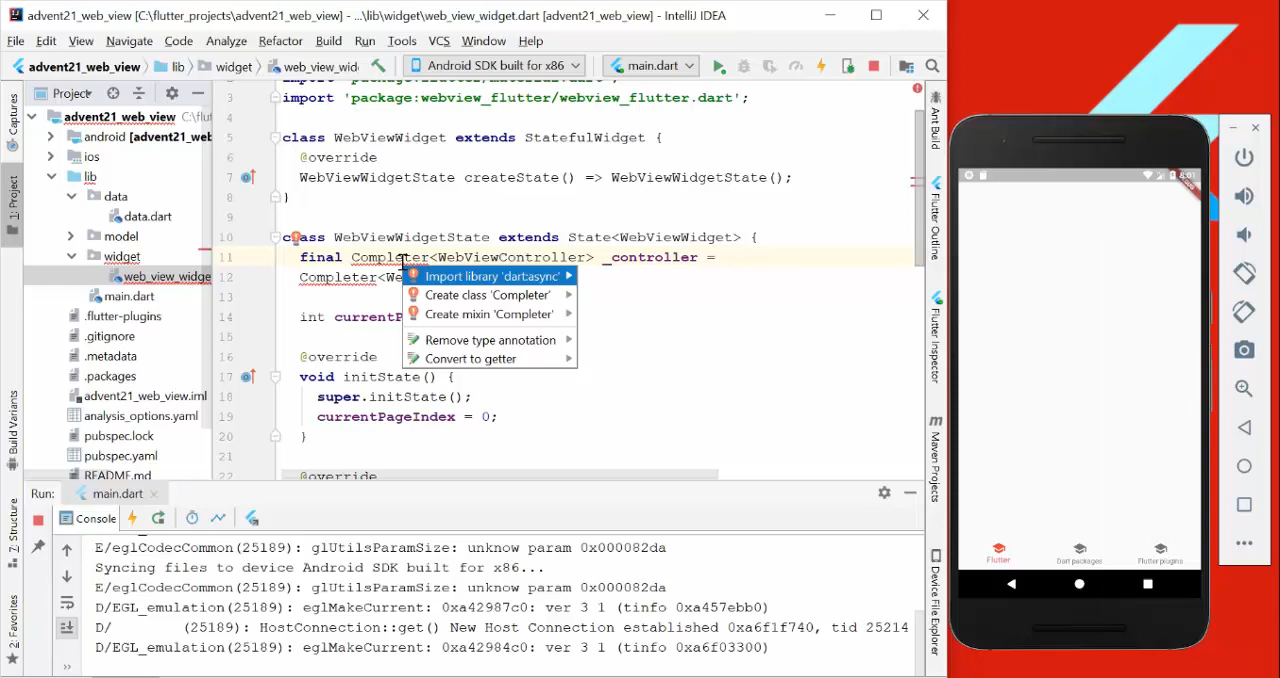 advent21_web_view [C:\flutter_projects\advent21_web_view] - ...\lib\widget\web_view_widget.dart [advent21_web_view] - IntelliJ IDEA
File Edit View Navigate Code Analyze Refactor Build Run Tools VCS Window Help
advent21_web_view lib widget web_view_wid Android SDK built for x86 main.dart
Project
advent21_web_view C:\flut
android [advent21_web
ios
lib
data
data.dart
model
widget
web_view_widge
main.dart
.flutter-plugins
.gitignore
.metadata
.packages
advent21_web_view.iml
analysis_options.yaml
pubspec.lock
pubspec.yaml
README.md
Captures
1: Project
Build Variants
7: Structure
2: Favorites
3 import 'package:webview_flutter/webview_flutter.dart';
4
5 class WebViewWidget extends StatefulWidget {
6 @override
7 WebViewWidgetState createState() => WebViewWidgetState();
8 }
9
10 class WebViewWidgetState extends State<WebViewWidget> {
11 final Completer<WebViewController> _controller =
12 Completer<We
13
14 int currentP
15
16 @override
17 void initState() {
18 super.initState();
19 currentPageIndex = 0;
20 }
21
22 @override
Import library 'dart:async'
Create class 'Completer'
Create mixin 'Completer'
Remove type annotation
Convert to getter
Ant Build
Flutter Outline
Flutter Inspector
Maven Projects
Device File Explorer
Run: main.dart
Console
E/eglCodecCommon(25189): glUtilsParamSize: unknow param 0x000082da
Syncing files to device Android SDK built for x86...
E/eglCodecCommon(25189): glUtilsParamSize: unknow param 0x000082da
D/EGL_emulation(25189): eglMakeCurrent: 0xa42987c0: ver 3 1 (tinfo 0xa457ebb0)
D/ (25189): HostConnection::get() New Host Connection established 0xa6f1f740, tid 25214
D/EGL_emulation(25189): eglMakeCurrent: 0xa42984c0: ver 3 1 (tinfo 0xa6f03300)
8:01
Flutter Dart packages Flutter plugins